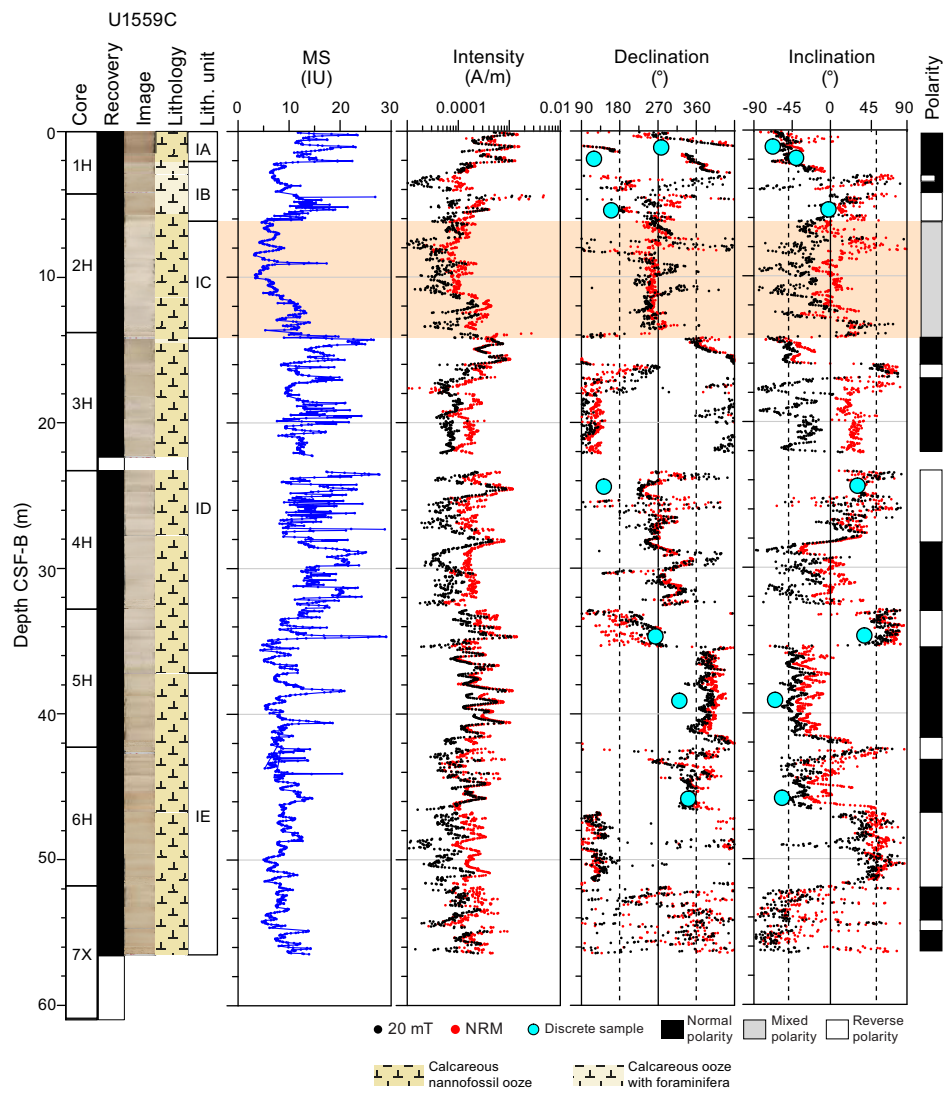 U1559C
Core
Recovery
Image
Lithology
Lith. unit
MS
(IU)
Intensity
(A/m)
Declination
(°)
Inclination
(°)
Polarity
0 10 20 30
0.0001 0.01
90 180 270 360
-90 -45 0 45 90
Depth CSF-B (m)
0
10
20
30
40
50
60
1H
2H
3H
4H
5H
6H
7X
IA
IB
IC
ID
IE
20 mT
NRM
Discrete sample
Normal
polarity
Mixed
polarity
Reverse
polarity
Calcareous
nannofossil ooze
Calcareous ooze
with foraminifera